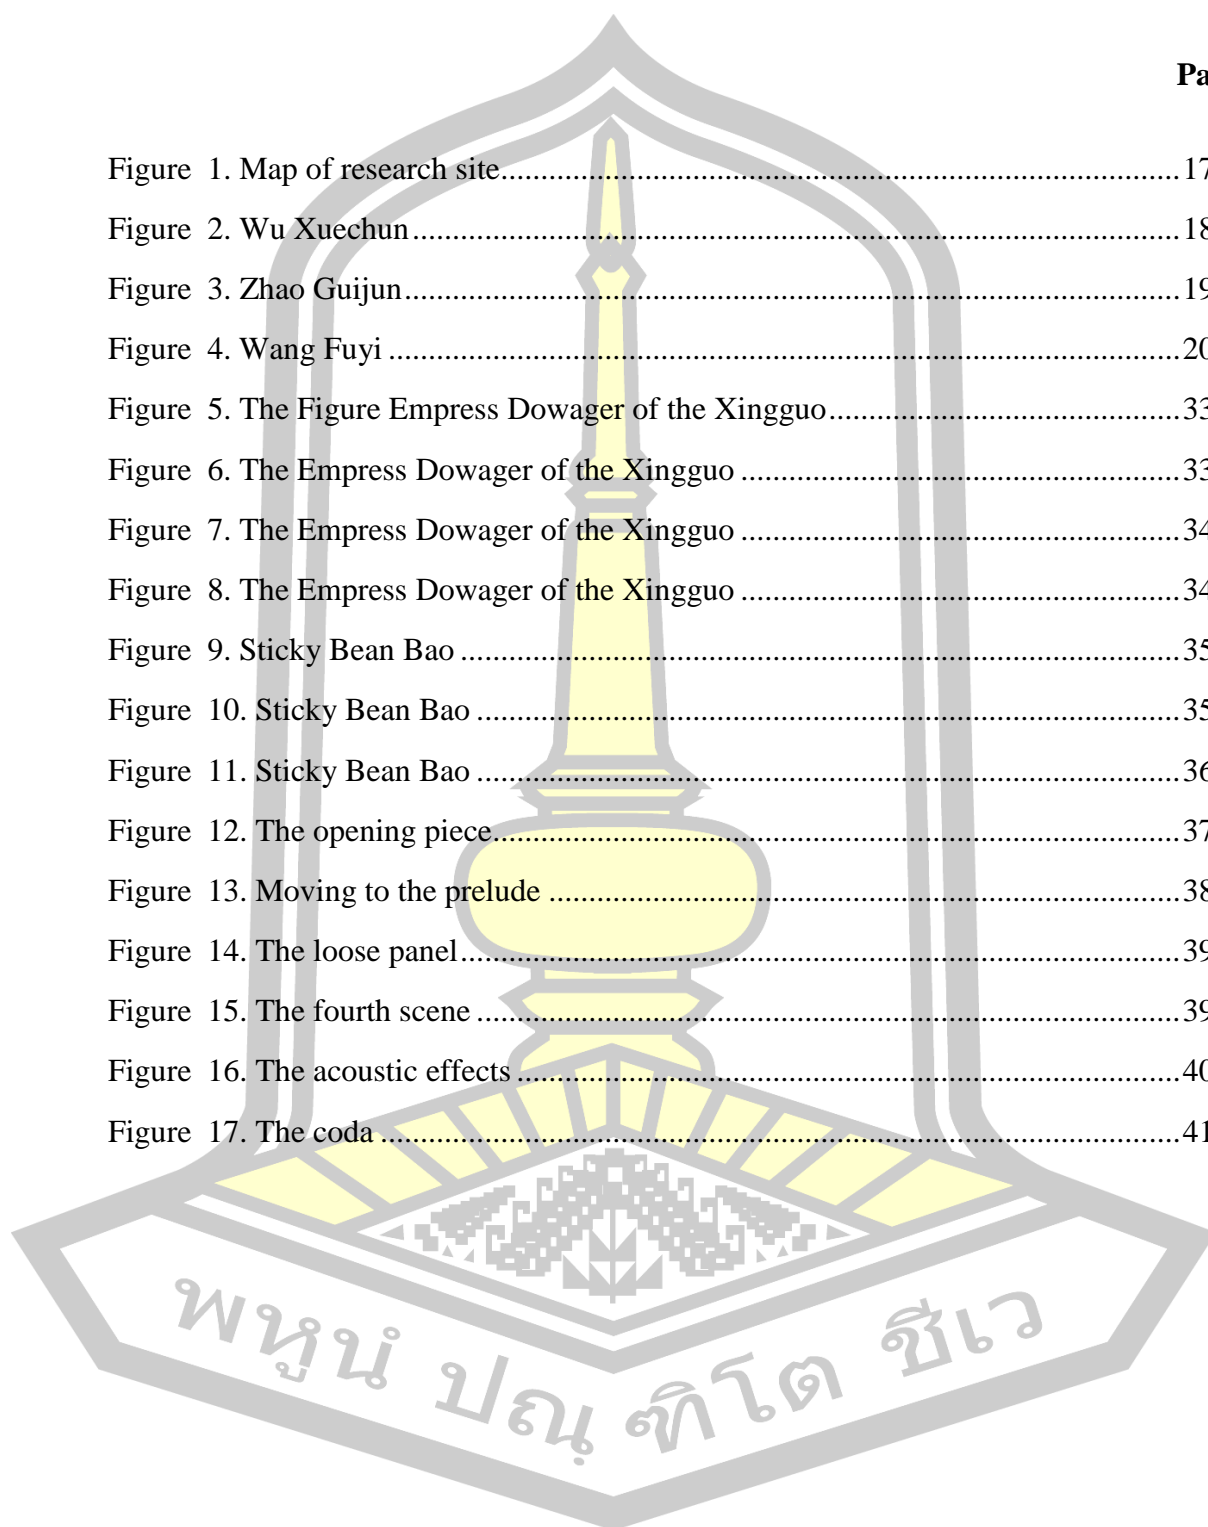 Pa
Figure 1. Map of research site....................17
Figure 2. Wu Xuechun....................18
Figure 3. Zhao Guijun....................19
Figure 4. Wang Fuyi....................20
Figure 5. The Figure Empress Dowager of the Xingguo....................33
Figure 6. The Empress Dowager of the Xingguo....................33
Figure 7. The Empress Dowager of the Xingguo....................34
Figure 8. The Empress Dowager of the Xingguo....................34
Figure 9. Sticky Bean Bao....................35
Figure 10. Sticky Bean Bao....................35
Figure 11. Sticky Bean Bao....................36
Figure 12. The opening piece....................37
Figure 13. Moving to the prelude....................38
Figure 14. The loose panel....................39
Figure 15. The fourth scene....................39
Figure 16. The acoustic effects....................40
Figure 17. The coda....................41
พหูนํ ปณฺฑิโต ชีเว